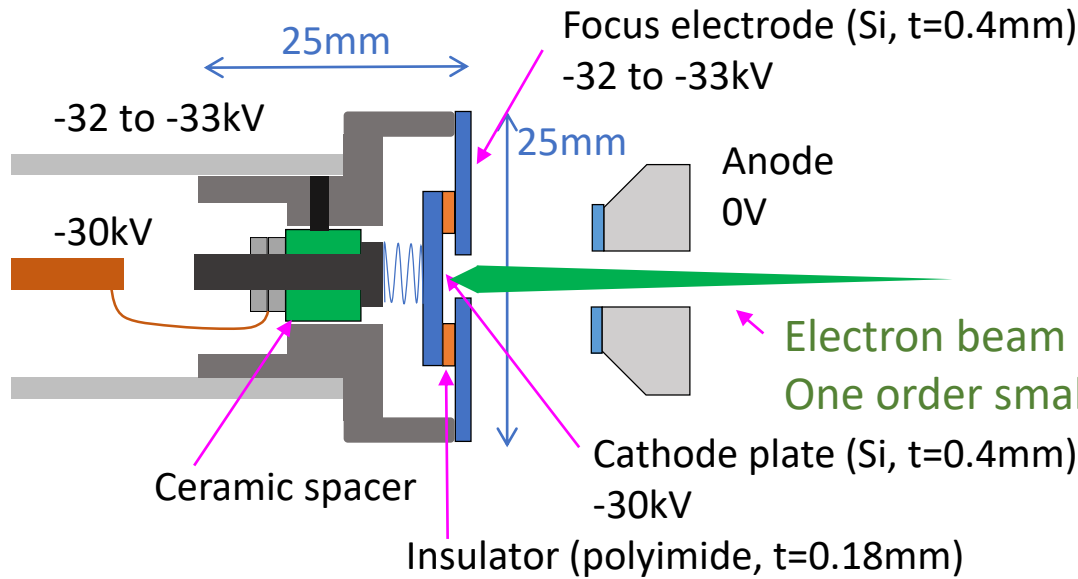 Focus electrode (Si, t=0.4mm)
-32 to -33kV
25mm
-32 to -33kV
25mm
Anode
0V
-30kV
Electron beam
One order smal
Cathode plate (Si, t=0.4mm)
-30kV
Ceramic spacer
Insulator (polyimide, t=0.18mm)